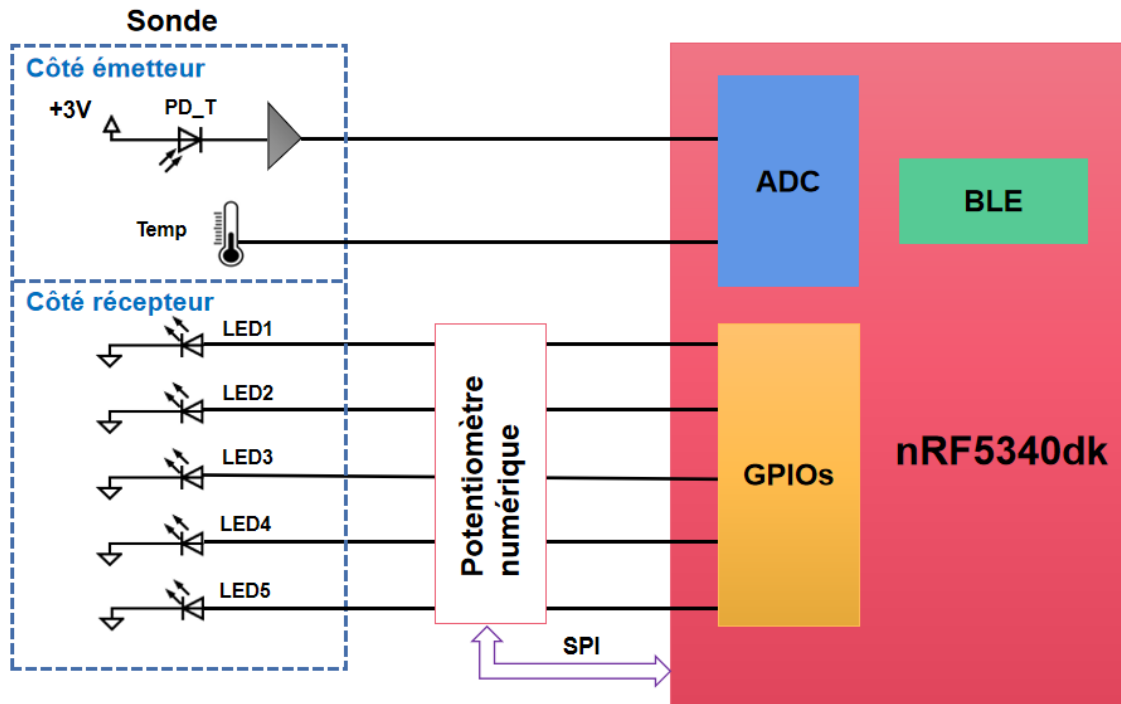 Sonde
Côté émetteur
+3V
PD_T
Temp
ADC
BLE
Côté récepteur
LED1
LED2
LED3
LED4
LED5
Potentiomètre
numérique
GPIOs
nRF5340dk
SPI